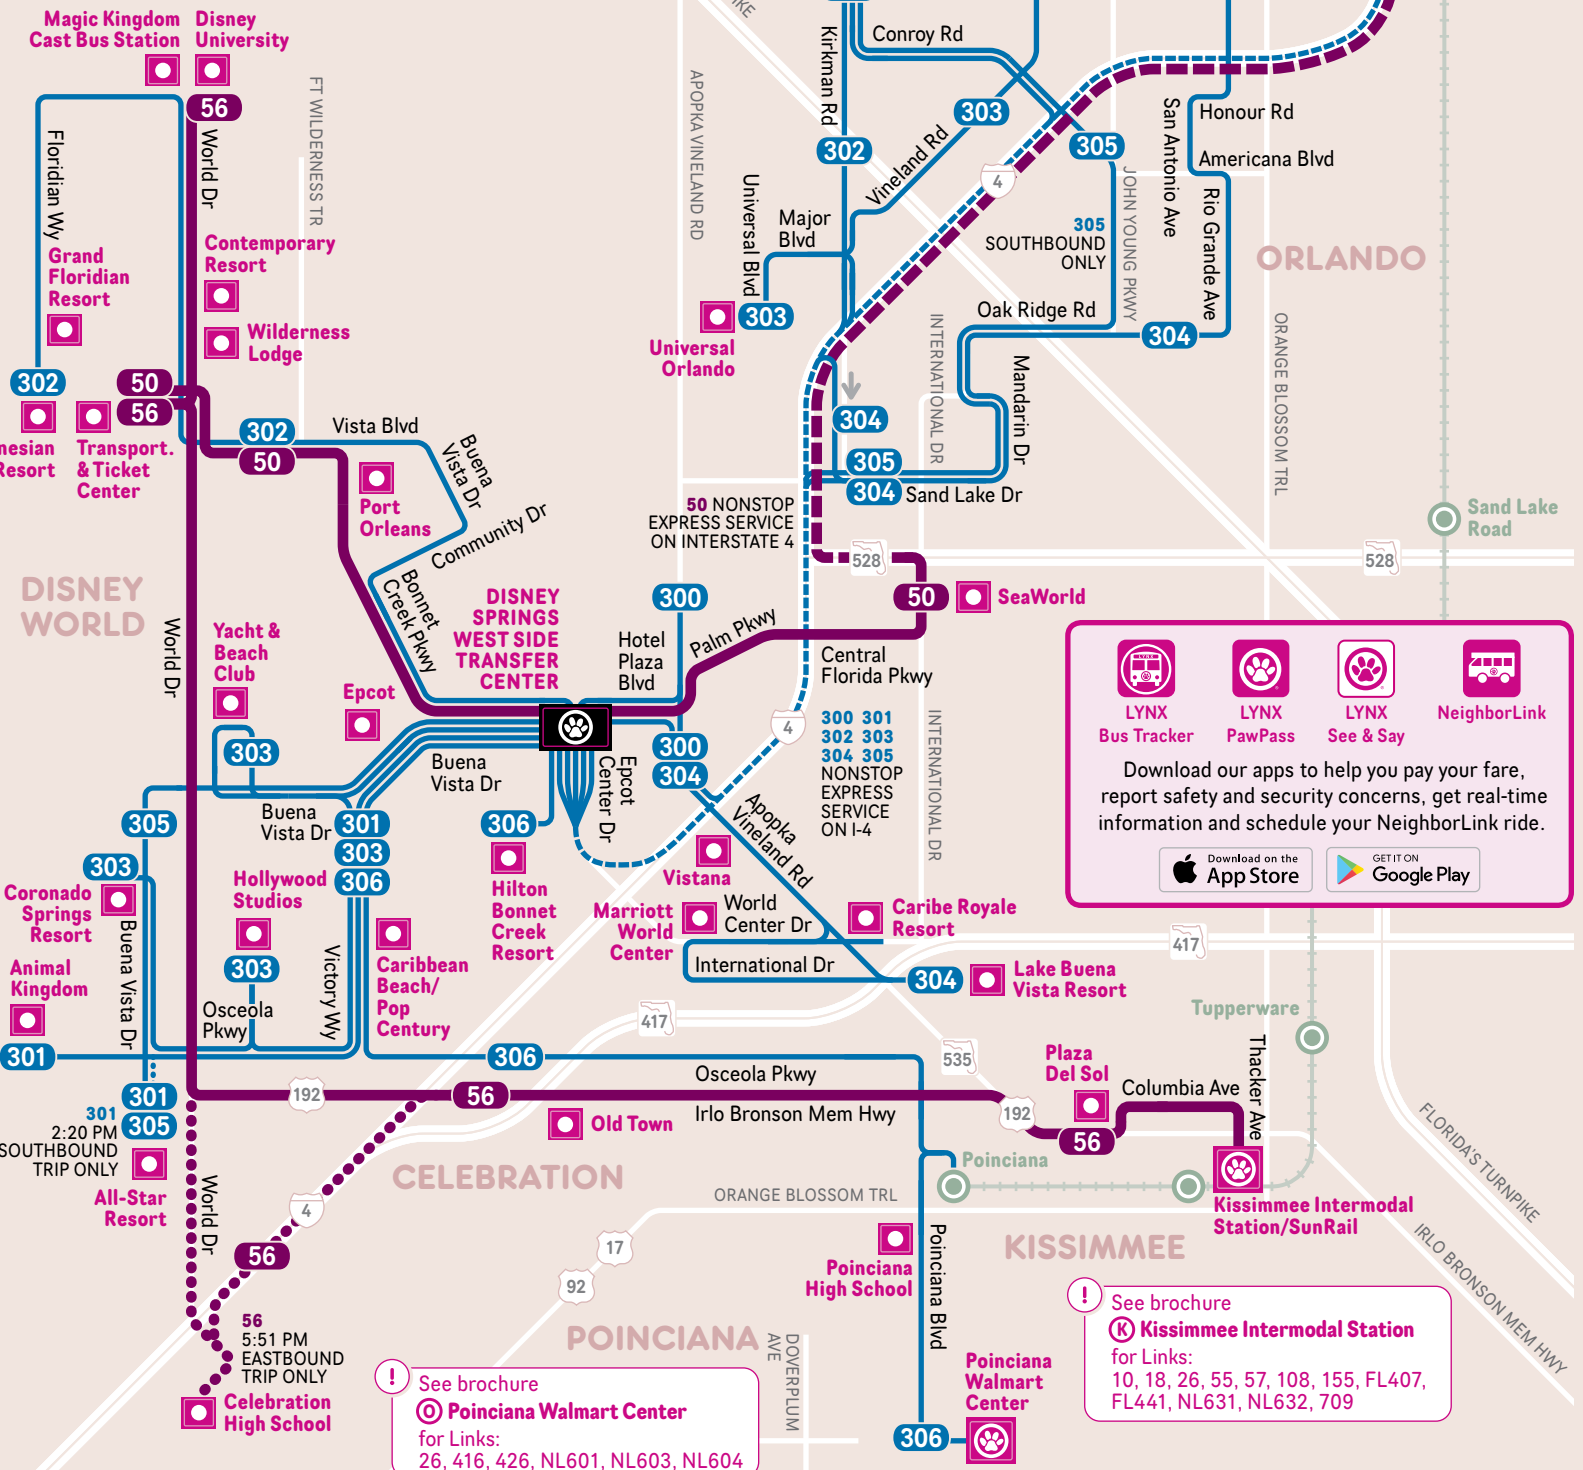 Magic Kingdom
Cast Bus Station
Disney
University
56
World Dr
FT WILDERNESS TR
Floridian Wy
Grand
Floridian
Resort
Contemporary
Resort
Wilderness
Lodge
302
50
56
nesian
Resort
Transport.
& Ticket
Center
302
50
Vista Blvd
Buena
Vista Dr
Port
Orleans
Community Dr
Bonnet
Creek Pkwy
DISNEY
WORLD
World Dr
DISNEY
SPRINGS
WEST SIDE
TRANSFER
CENTER
Yacht &
Beach
Club
Epcot
303
Buena
Vista Dr
Buena
Vista Dr
305
301
303
306
303
Coronado
Springs
Resort
Hollywood
Studios
303
Animal
Kingdom
Buena Vista Dr
Osceola
Pkwy
Victory Wy
Caribbean
Beach/
Pop
Century
301
301
305
301
2:20 PM
SOUTHBOUND
TRIP ONLY
All-Star
Resort
World Dr
192
56
4
56
56
5:51 PM
EASTBOUND
TRIP ONLY
Celebration
High School
CELEBRATION
Old Town
306
417
306
Hilton
Bonnet
Creek
Resort
Epcot
Center Dr
APOPKA VINELAND RD
IKE
Kirkman Rd
Conroy Rd
302
303
Vineland Rd
305
4
Universal Blvd
Major
Blvd
303
Universal
Orlando
305
SOUTHBOUND
ONLY
JOHN YOUNG PKWY
San Antonio Ave
Honour Rd
Americana Blvd
Rio Grande Ave
ORLANDO
Oak Ridge Rd
304
INTERNATIONAL DR
Mandarin Dr
ORANGE BLOSSOM TRL
304
305
304
Sand Lake Dr
50 NONSTOP
EXPRESS SERVICE
ON INTERSTATE 4
528
528
Sand Lake
Road
50
SeaWorld
300
Hotel
Plaza
Blvd
Palm Pkwy
Central
Florida Pkwy
4
300
304
300 301
302 303
304 305
NONSTOP
EXPRESS
SERVICE
ON I-4
INTERNATIONAL DR
Apopka
Vineland Rd
Vistana
Marriott
World
Center
World
Center Dr
Caribe Royale
Resort
International Dr
304
Lake Buena
Vista Resort
417
535
LYNX
LYNX
Bus Tracker
LYNX
PawPass
LYNX
See & Say
NeighborLink
Download our apps to help you pay your fare,
report safety and security concerns, get real-time
information and schedule your NeighborLink ride.
Download on the
App Store
GET IT ON
Google Play
Tupperware
Thacker Ave
Plaza
Del Sol
Columbia Ave
192
56
Osceola Pkwy
Irlo Bronson Mem Hwy
Poinciana
Kissimmee Intermodal
Station/SunRail
FLORIDA'S TURNPIKE
IRLO BRONSON MEM HWY
KISSIMMEE
ORANGE BLOSSOM TRL
17
92
POINCIANA
DOVERPLUM
AVE
Poinciana
High School
Poinciana Blvd
Poinciana
Walmart
Center
306
!
See brochure
O Poinciana Walmart Center
for Links:
26, 416, 426, NL601, NL603, NL604
!
See brochure
K Kissimmee Intermodal Station
for Links:
10, 18, 26, 55, 57, 108, 155, FL407,
FL441, NL631, NL632, 709